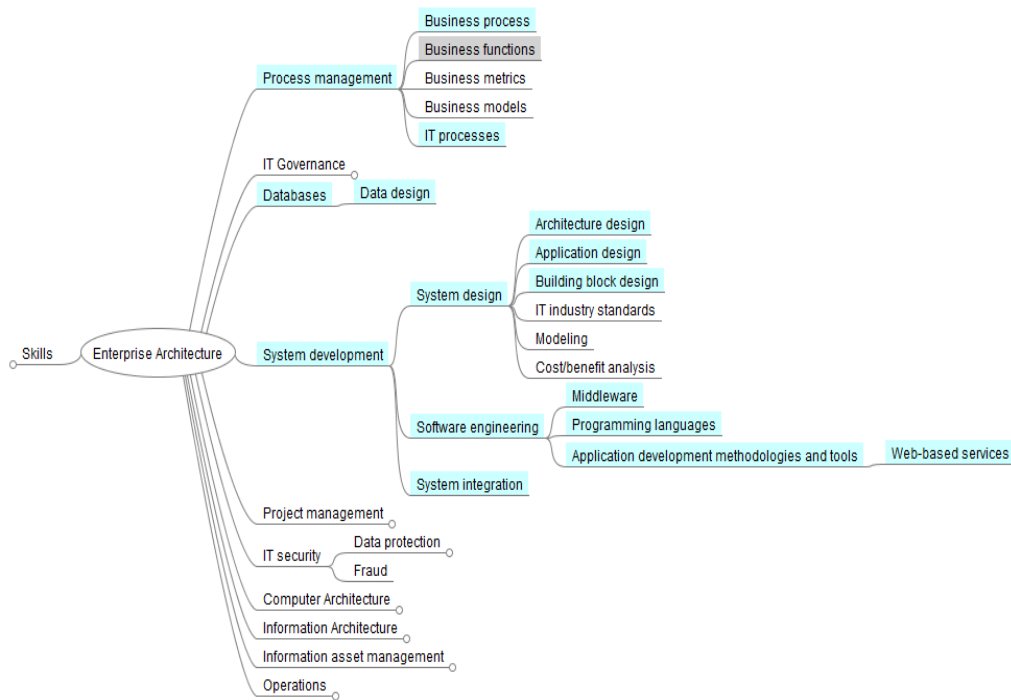 Business process
Business functions
Process management
Business metrics
Business models
IT processes
IT Governance
Databases
Data design
Architecture design
Application design
Building block design
System design
IT industry standards
Modeling
Cost/benefit analysis
Skills
Enterprise Architecture
System development
Middleware
Software engineering
Programming languages
Application development methodologies and tools
Web-based services
System integration
Project management
Data protection
IT security
Fraud
Computer Architecture
Information Architecture
Information asset management
Operations